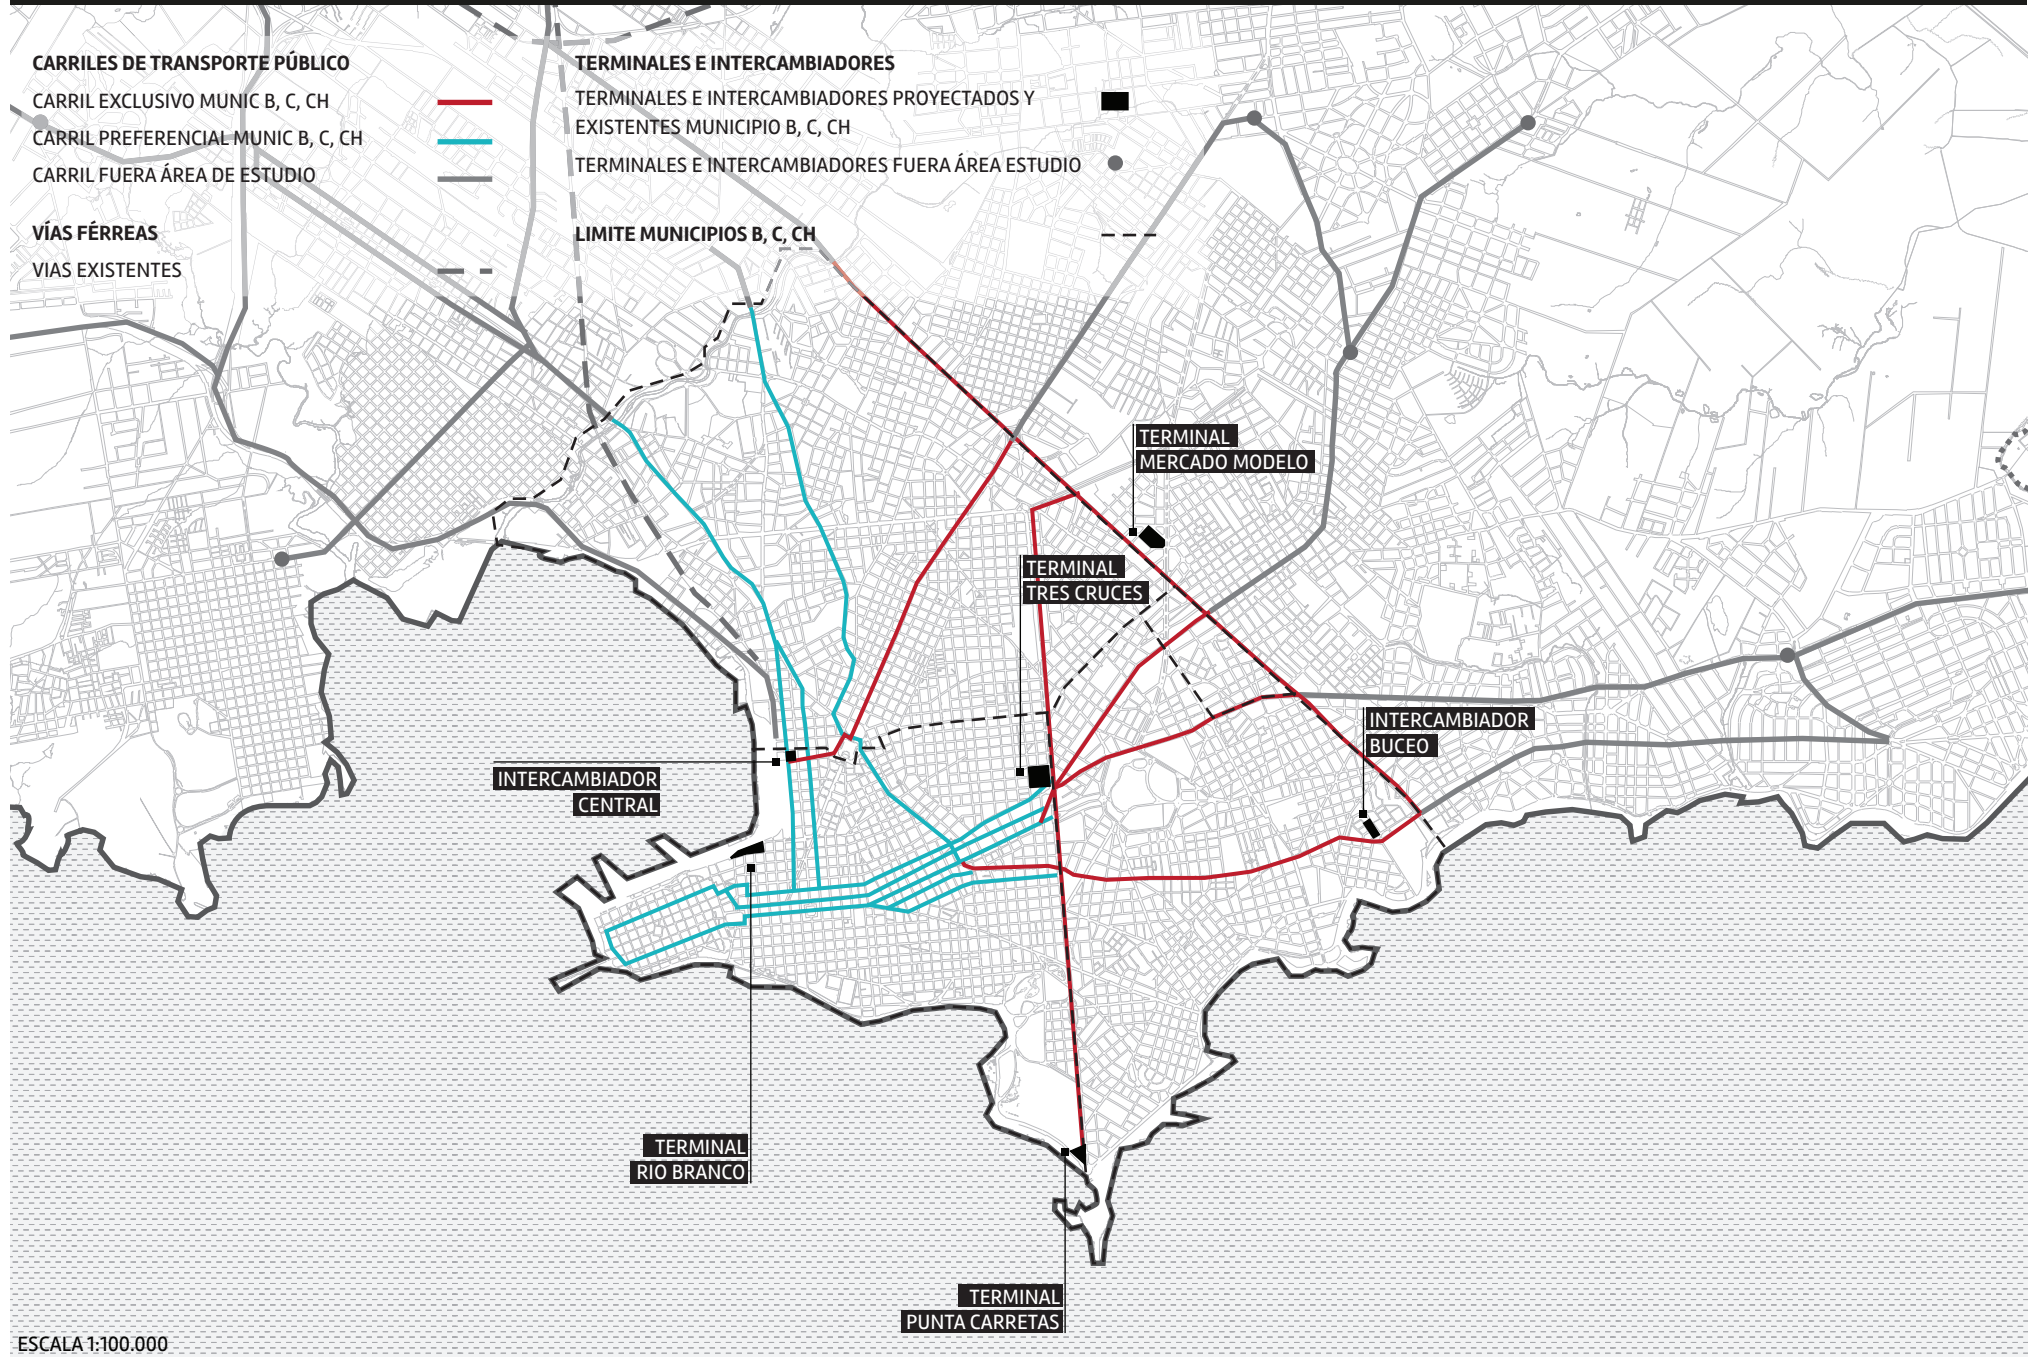 CARRILES DE TRANSPORTE PÚBLICO
CARRIL EXCLUSIVO MUNIC B, C, CH
CARRIL PREFERENCIAL MUNIC B, C, CH
CARRIL FUERA ÁREA DE ESTUDIO
VÍAS FÉRREAS
VIAS EXISTENTES
TERMINALES E INTERCAMBIADORES
TERMINALES E INTERCAMBIADORES PROYECTADOS Y
EXISTENTES MUNICIPIO B, C, CH
TERMINALES E INTERCAMBIADORES FUERA ÁREA ESTUDIO
LIMITE MUNICIPIOS B, C, CH
TERMINAL
MERCADO MODELO
TERMINAL
TRES CRUCES
INTERCAMBIADOR
BUCEO
INTERCAMBIADOR
CENTRAL
TERMINAL
RIO BRANCO
TERMINAL
PUNTA CARRETAS
ESCALA 1:100.000